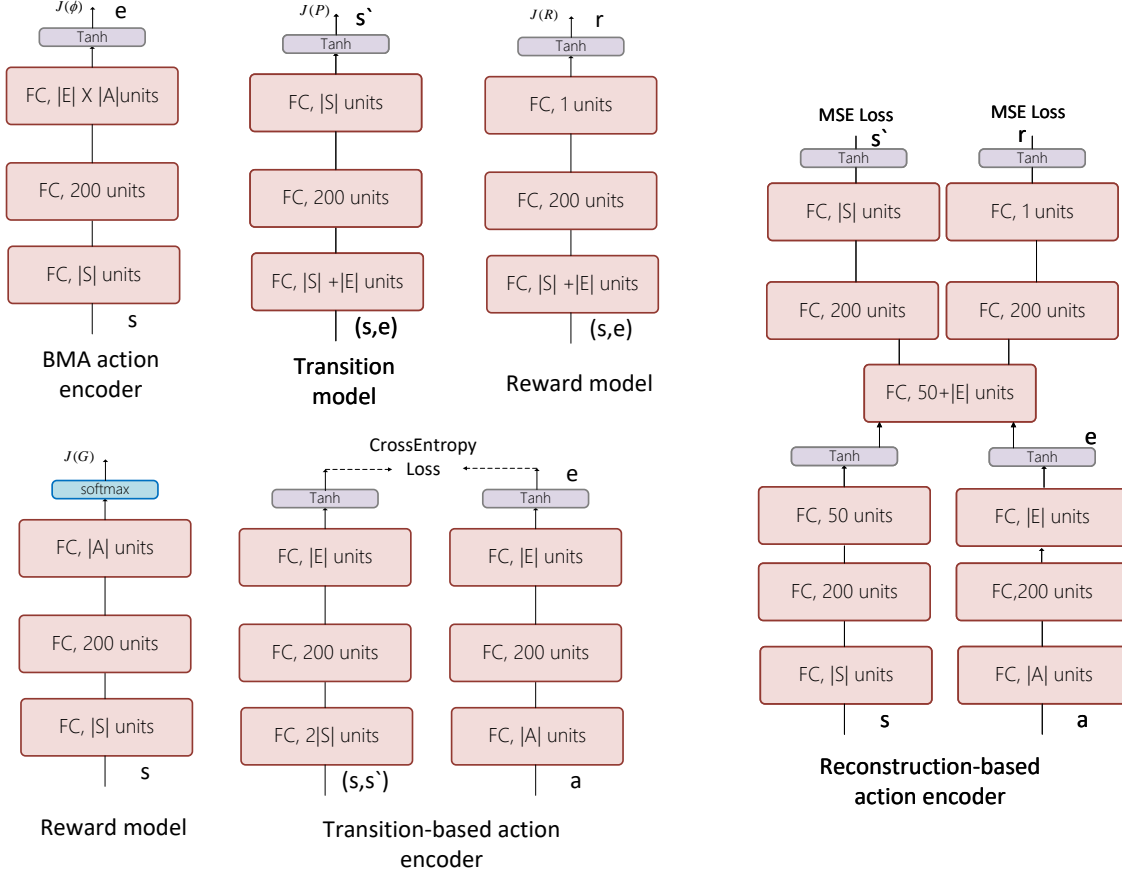 J(ϕ) e
Tanh
FC, |E| X |A|units
FC, 200 units
FC, |S| units
s
BMA action
encoder
J(P) s`
Tanh
FC, |S| units
FC, 200 units
FC, |S| +|E| units
(s,e)
Transition
model
J(R) r
Tanh
FC, 1 units
FC, 200 units
FC, |S| +|E| units
(s,e)
Reward model
J(G)
softmax
FC, |A| units
FC, 200 units
FC, |S| units
s
Reward model
CrossEntropy
Loss
Tanh
FC, |E| units
FC, 200 units
FC, 2|S| units
(s,s`)
e
Tanh
FC, |E| units
FC, 200 units
FC, |A| units
a
Transition-based action
encoder
MSE Loss
s`
Tanh
FC, |S| units
FC, 200 units
MSE Loss
r
Tanh
FC, 1 units
FC, 200 units
FC, 50+|E| units
Tanh
FC, 50 units
FC, 200 units
FC, |S| units
s
e
Tanh
FC, |E| units
FC,200 units
FC, |A| units
a
Reconstruction-based
action encoder